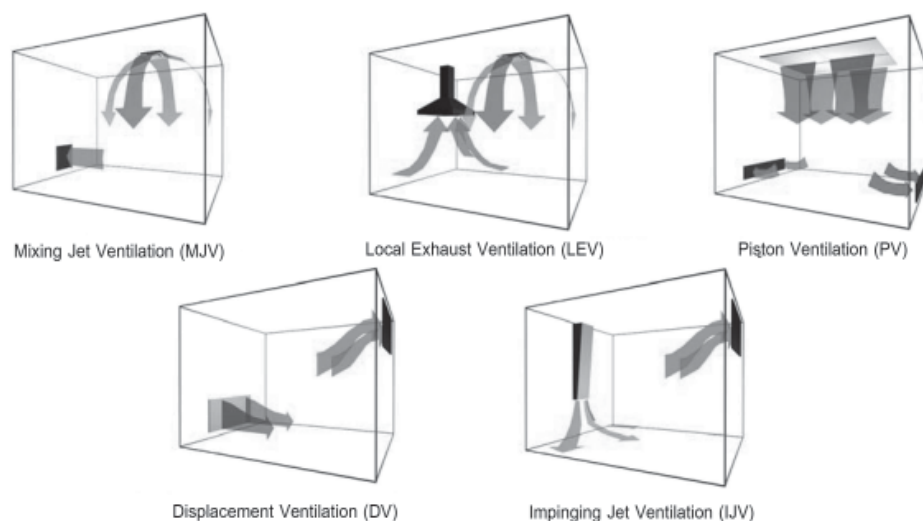 Mixing Jet Ventilation (MJV)
Local Exhaust Ventilation (LEV)
Piston Ventilation (PV)
Displacement Ventilation (DV)
Impinging Jet Ventilation (IJV)